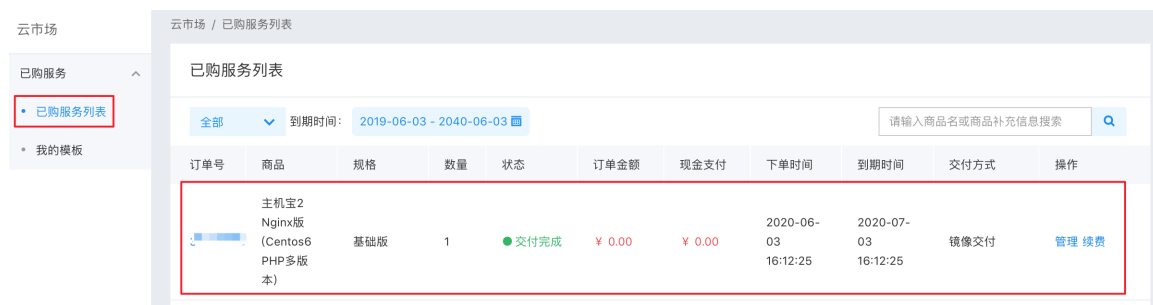 云市场
云市场 / 已购服务列表
已购服务
• 已购服务列表
• 我的模板
已购服务列表
全部
到期时间：
2019-06-03 - 2040-06-03
请输入商品名或商品补充信息搜索
订单号 商品 规格 数量 状态 订单金额 现金支付 下单时间 到期时间 交付方式 操作
主机宝2
Nginx版
(Centos6
PHP多版
本)
基础版
1
交付完成
¥ 0.00
¥ 0.00
2020-06-
03
16:12:25
2020-07-
03
16:12:25
镜像交付
管理 续费